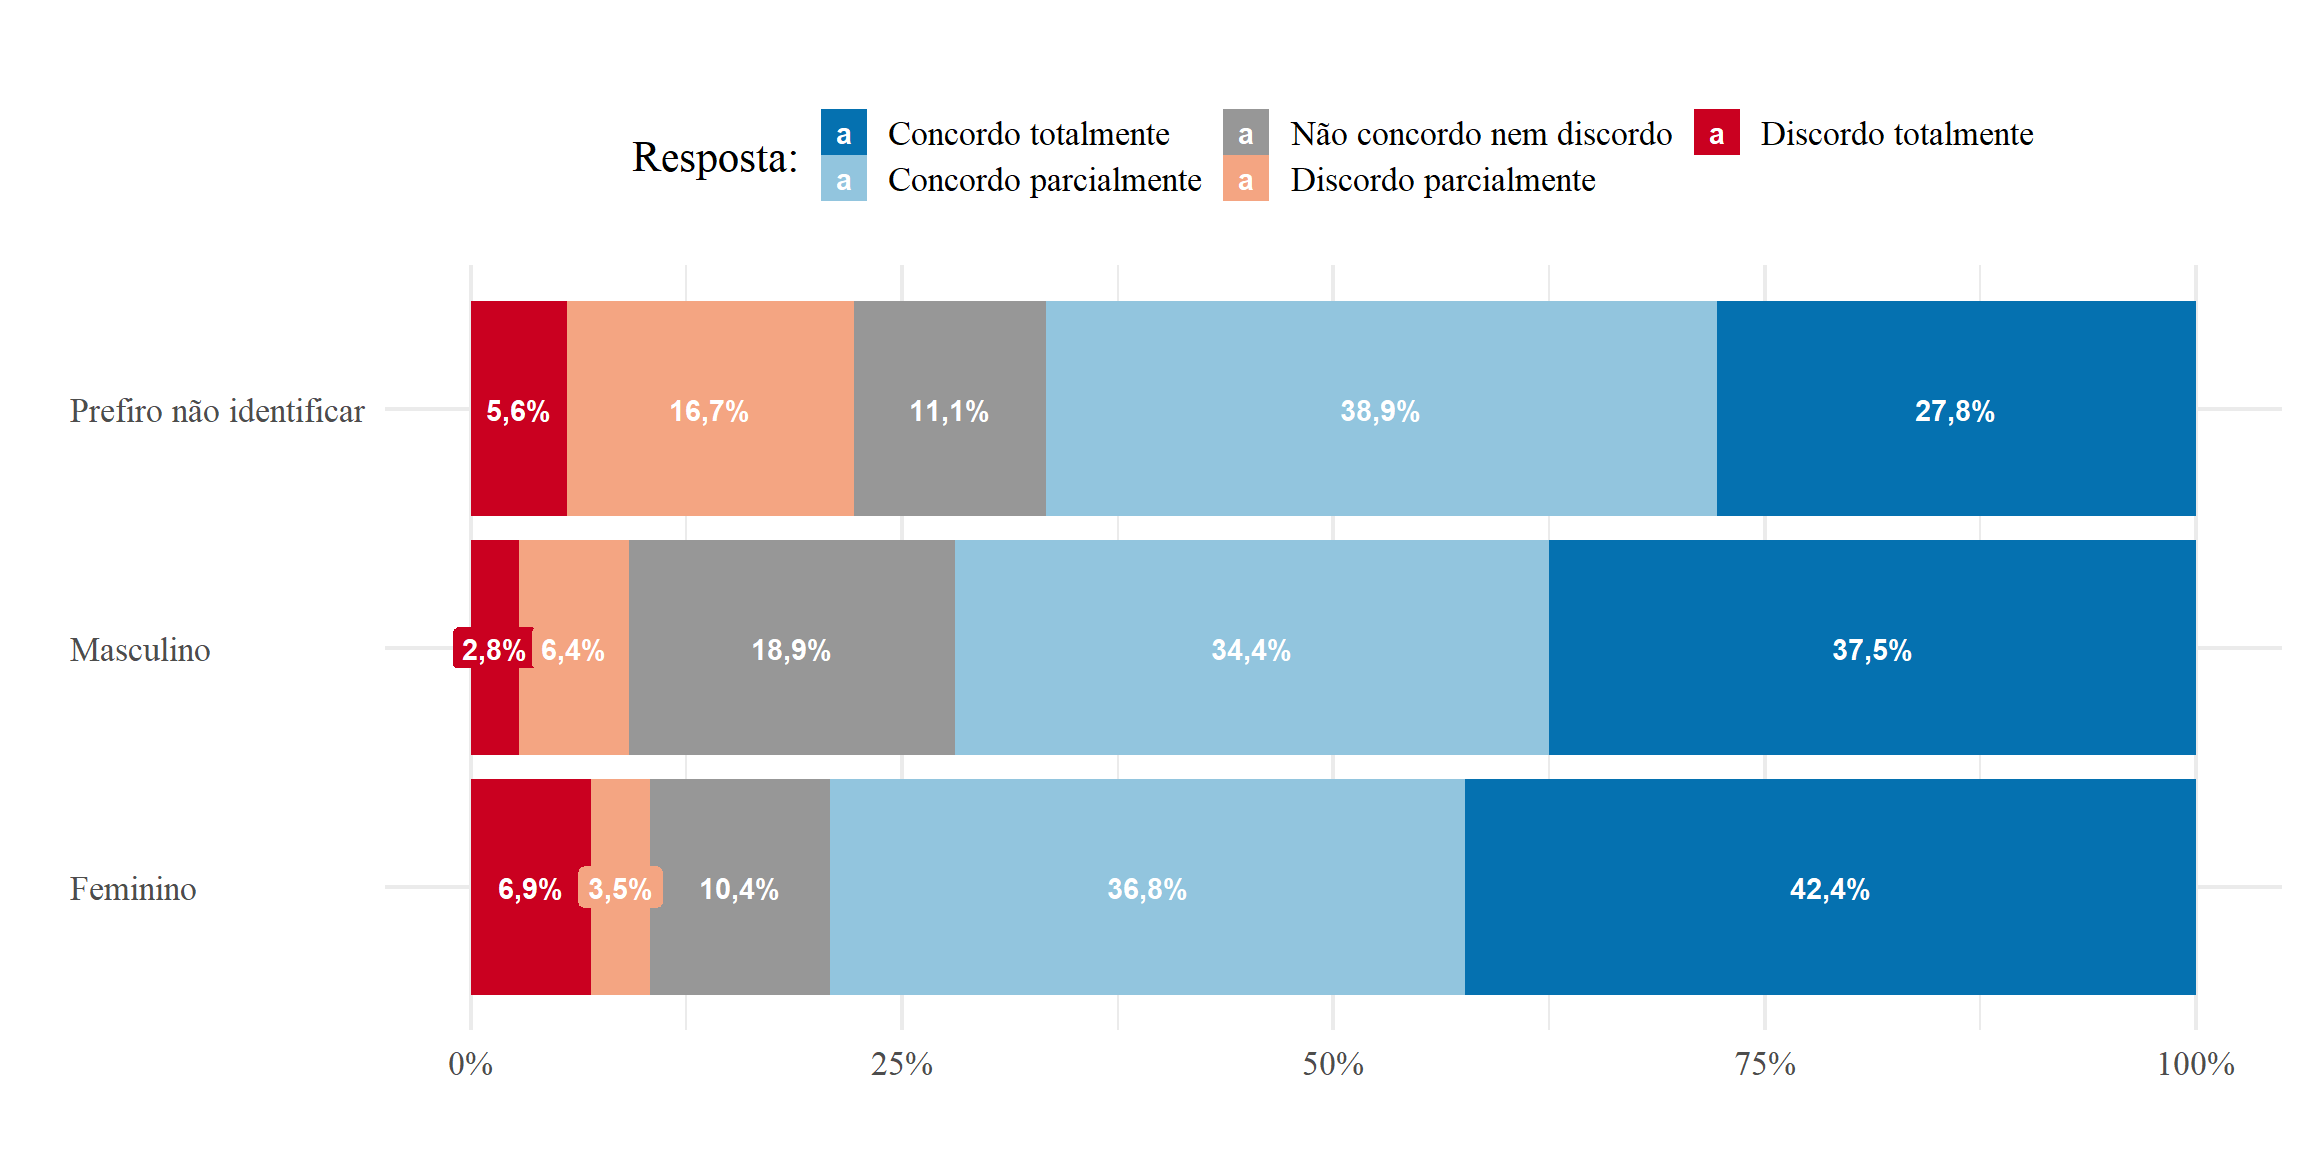 Resposta:
a Concordo totalmente
a Concordo parcialmente
a Não concordo nem discordo
a Discordo parcialmente
a Discordo totalmente
Prefiro não identificar
5,6% 16,7% 11,1% 38,9% 27,8%
Masculino
2,8% 6,4% 18,9% 34,4% 37,5%
Feminino
6,9% 3,5% 10,4% 36,8% 42,4%
0% 25% 50% 75% 100%